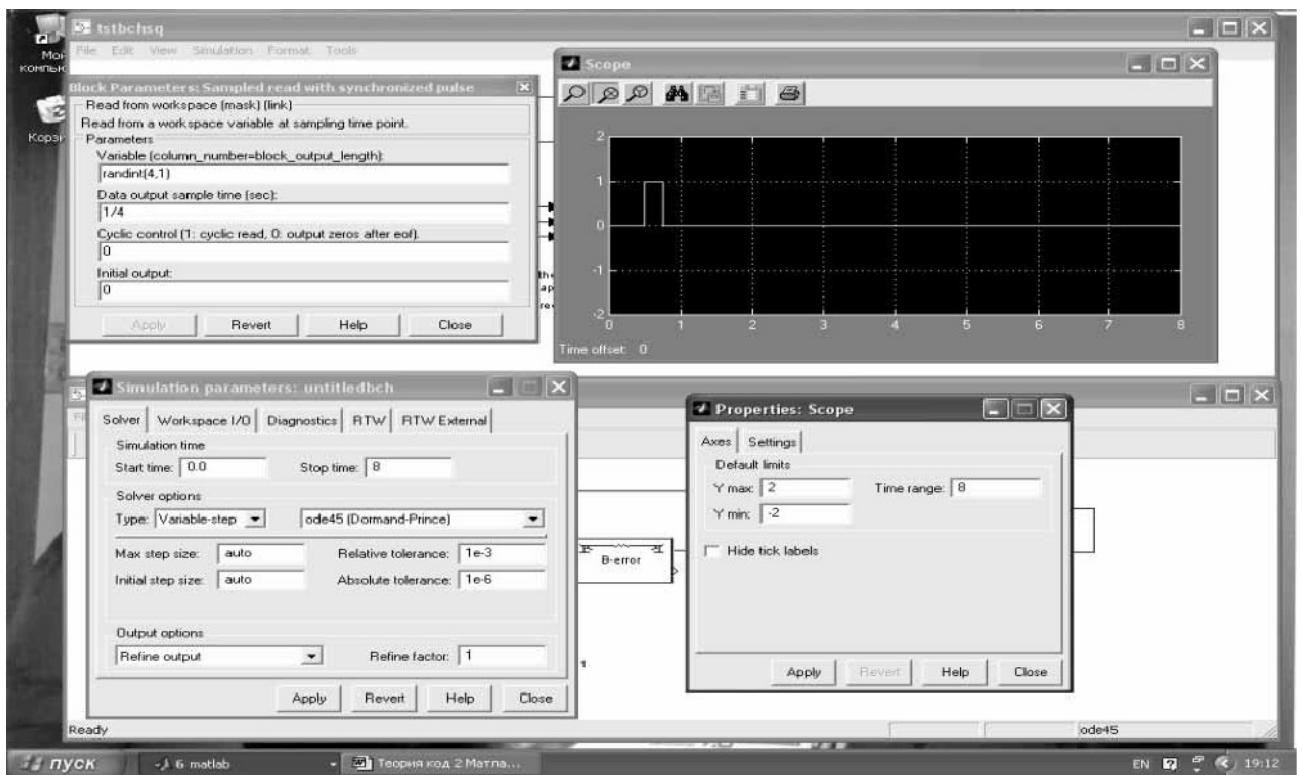 tstbchsq
File Edit View Simulation Format Tools
Мой
Block Parameters: Sampled read with synchronized pulse
Read from workspace (mask) (link)
Read from a work space variable at sampling time point.
Parameters
Variable (column_number=block_output_length):
randint(4,1)
Data output sample time (sec):
1/4
Cyclic control (1: cyclic read, 0: output zeros after eof).
0
Initial output:
0
Apply Revert Help Close
Scope
2
1
0
-1
-2
0 1 2 3 4 5 6 7 8
Time offset: 0
Simulation parameters: untitledbch
Solver Workspace I/O Diagnostics RTW RTW External
Simulation time
Start time: 0.0 Stop time: 8
Solver options
Type: Variable-step ode45 (Dormand-Prince)
Max step size: auto Relative tolerance: 1e-3
Initial step size: auto Absolute tolerance: 1e-6
Output options
Refine output Refine factor: 1
Apply Revert Help Close
B-error
Properties: Scope
Axes Settings
Default limits
Y max: 2 Time range: 8
Y min: -2
Hide tick labels
Apply Revert Help Close
Ready ode45
пуск 6 matlab Теория код 2 Матла... EN 19:12